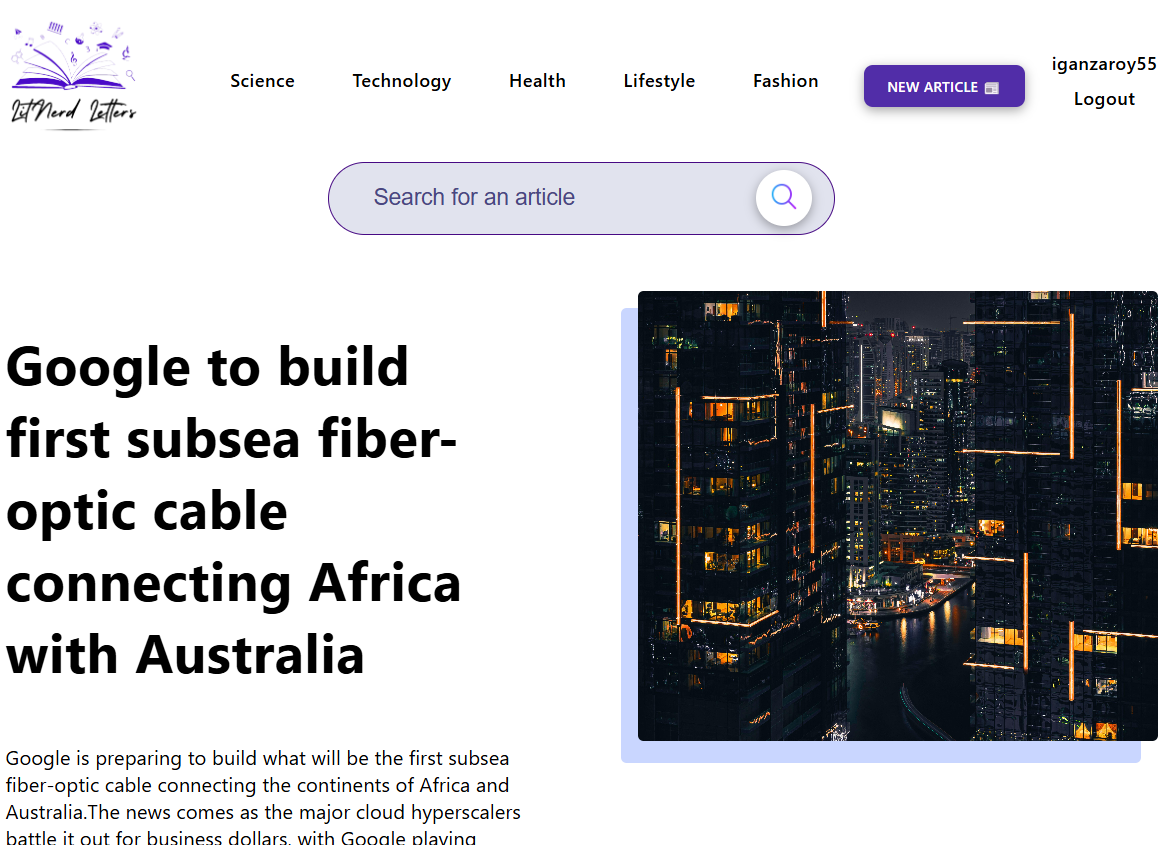 LitNerd Letters
Science
Technology
Health
Lifestyle
Fashion
NEW ARTICLE
iganzaroy55
Logout
Search for an article
Google to build
first subsea fiber-
optic cable
connecting Africa
with Australia
Google is preparing to build what will be the first subsea
fiber-optic cable connecting the continents of Africa and
Australia.The news comes as the major cloud hyperscalers
battle it out for business dollars, with Google playing